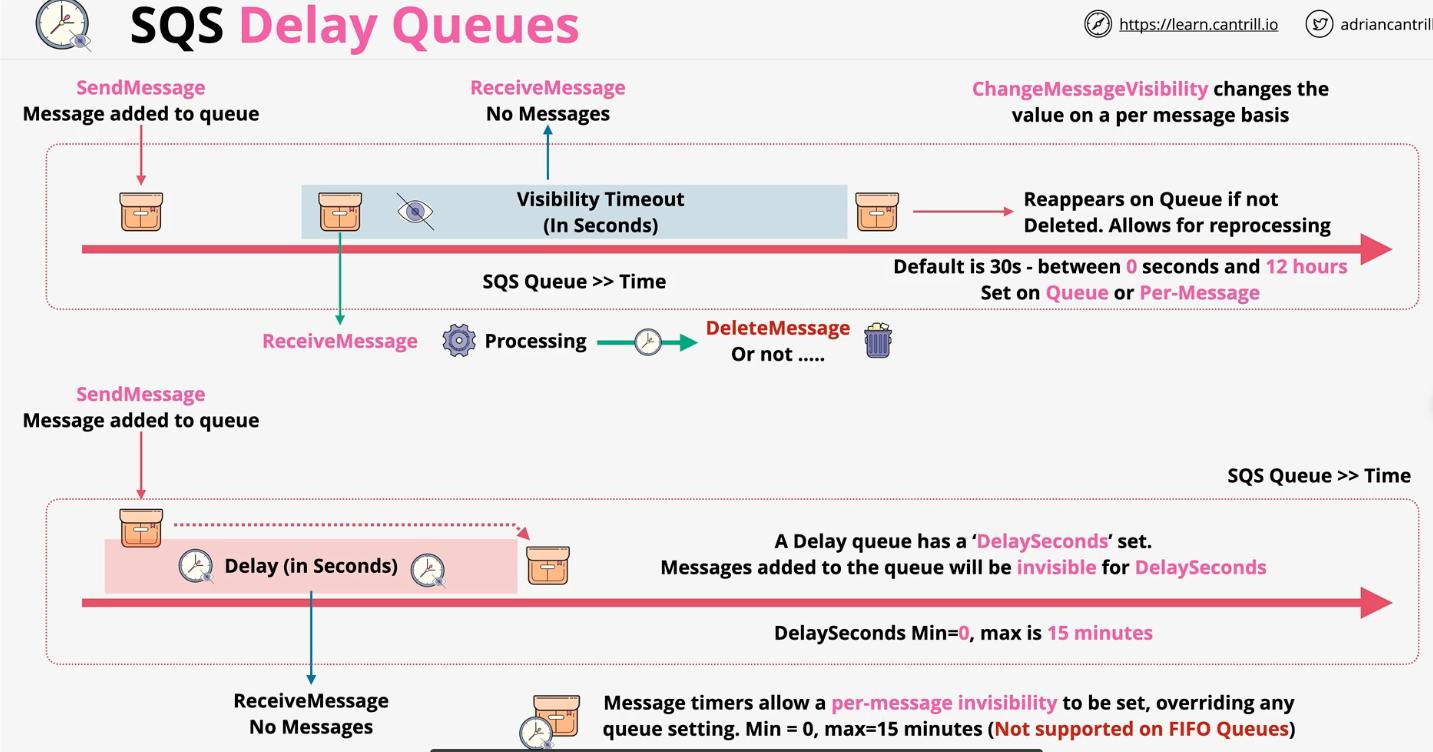 SQS Delay Queues
https://learn.cantrill.io
adriancantrill
SendMessage
Message added to queue
ReceiveMessage
No Messages
ChangeMessageVisibility changes the
value on a per message basis
Visibility Timeout
(In Seconds)
Reappears on Queue if not
Deleted. Allows for reprocessing
SQS Queue >> Time
Default is 30s - between 0 seconds and 12 hours
Set on Queue or Per-Message
ReceiveMessage
Processing
DeleteMessage
Or not .....
SendMessage
Message added to queue
SQS Queue >> Time
Delay (in Seconds)
A Delay queue has a ‘DelaySeconds’ set.
Messages added to the queue will be invisible for DelaySeconds
DelaySeconds Min=0, max is 15 minutes
ReceiveMessage
No Messages
Message timers allow a per-message invisibility to be set, overriding any
queue setting. Min = 0, max=15 minutes (Not supported on FIFO Queues)